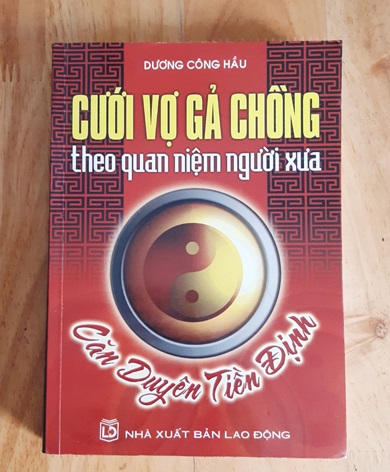 DƯƠNG CÔNG HẦU
CƯỚI VỢ GẢ CHỒNG
theo quan niệm người xưa
Căn Duyên Tiền Định
NHÀ XUẤT BẢN LAO ĐỘNG